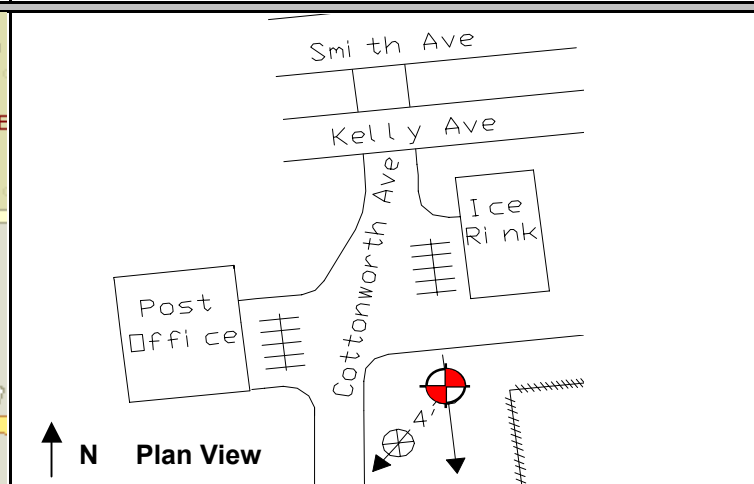 Smith Ave
Kelly Ave
Cottonworth Ave
Ice
Rink
Post
Office
4'
N Plan View